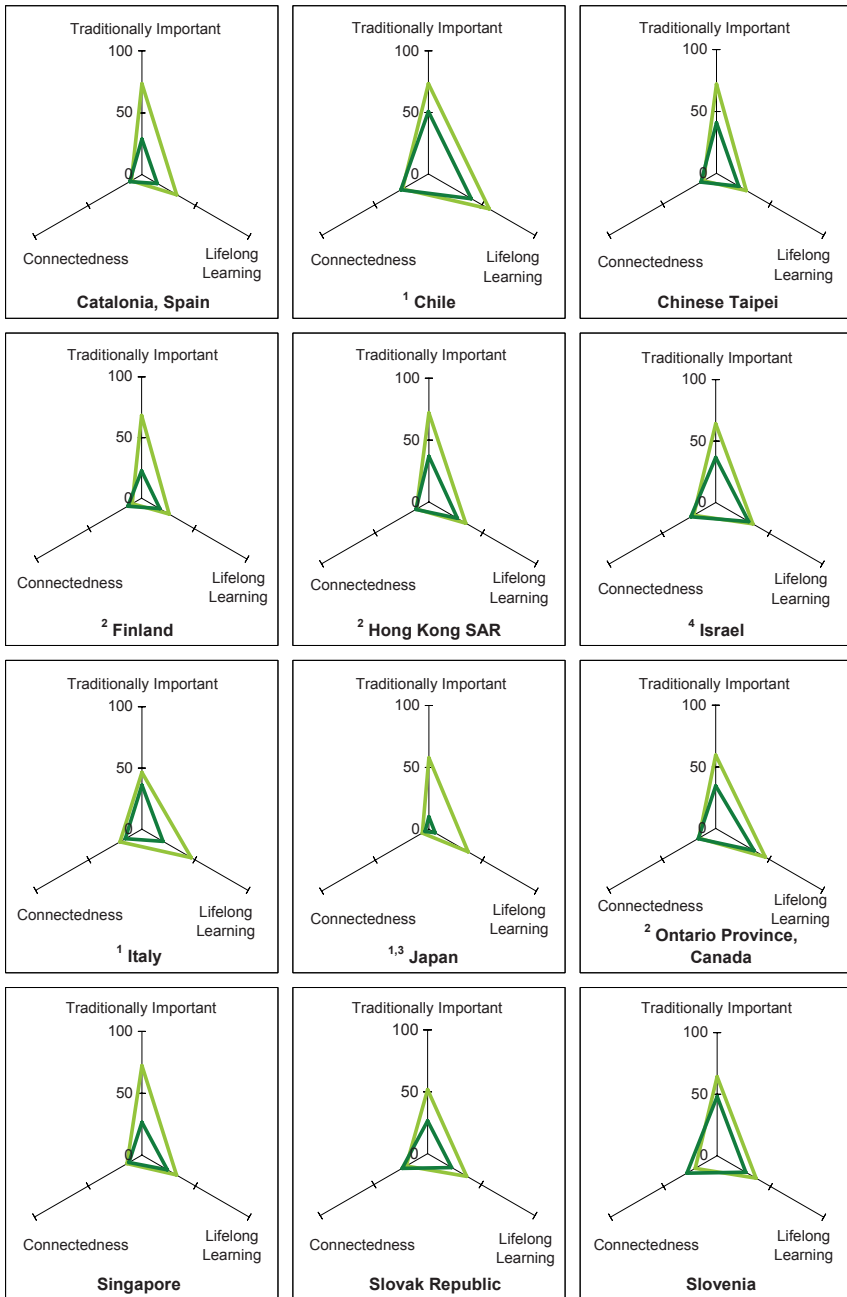 Traditionally Important
100
50
0
Connectedness
Lifelong
Learning
Catalonia, Spain
Traditionally Important
100
50
0
Connectedness
Lifelong
Learning
1 Chile
Traditionally Important
100
50
0
Connectedness
Lifelong
Learning
Chinese Taipei
Traditionally Important
100
50
0
Connectedness
Lifelong
Learning
2 Finland
Traditionally Important
100
50
0
Connectedness
Lifelong
Learning
2 Hong Kong SAR
Traditionally Important
100
50
0
Connectedness
Lifelong
Learning
4 Israel
Traditionally Important
100
50
0
Connectedness
Lifelong
Learning
1 Italy
Traditionally Important
100
50
0
Connectedness
Lifelong
Learning
1,3 Japan
Traditionally Important
100
50
0
Connectedness
Lifelong
Learning
2 Ontario Province,
Canada
Traditionally Important
100
50
0
Connectedness
Lifelong
Learning
Singapore
Traditionally Important
100
50
0
Connectedness
Lifelong
Learning
Slovak Republic
Traditionally Important
100
50
0
Connectedness
Lifelong
Learning
Slovenia